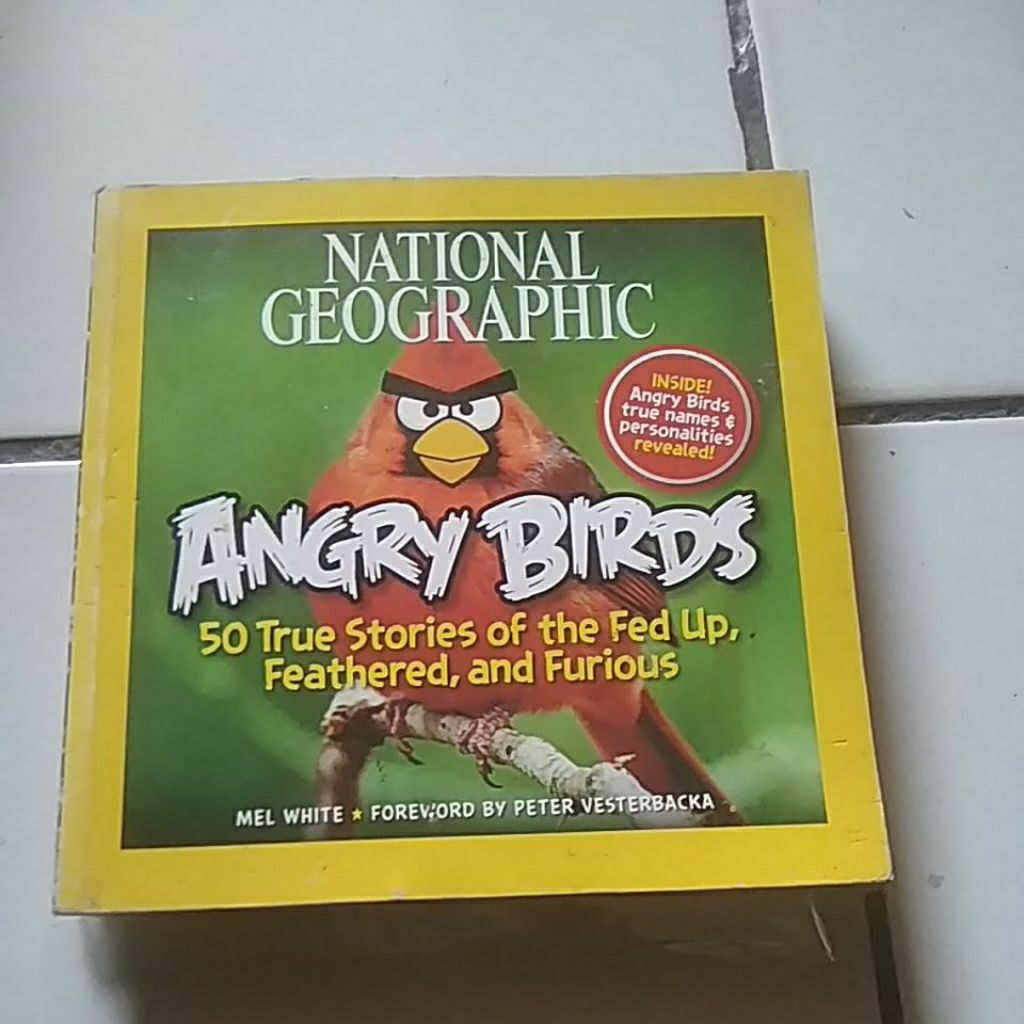 NATIONAL
GEOGRAPHIC
INSIDE!
Angry Birds
true names &
personalities
revealed!
ANGRY BIRDS
50 True Stories of the Fed Up,
Feathered, and Furious
MEL WHITE ★ FOREWORD BY PETER VESTERBACKA